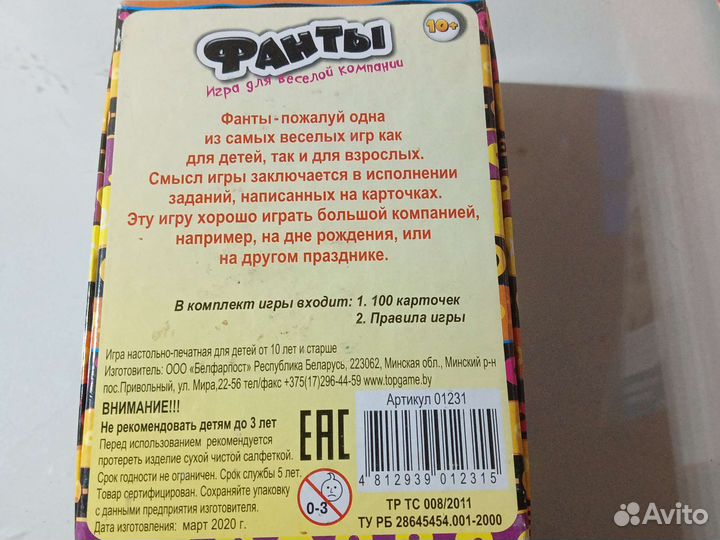 ФАНТЫ
10+
Игра для веселой компании
Фанты-пожалуй одна
из самых веселых игр как
для детей, так и для взрослых.
Смысл игры заключается в исполнении
заданий, написанных на карточках.
Эту игру хорошо играть большой компанией,
например, на дне рождения, или
на другом празднике.
В комплект игры входит: 1. 100 карточек
2. Правила игры
Игра настольно-печатная для детей от 10 лет и старше
Изготовитель: ООО «Белфарпост» Республика Беларусь, 223062, Минская обл., Минский р-н
пос.Привольный, ул. Мира,22-56 тел/факс +375(17)296-44-59 www.topgame.by
ВНИМАНИЕ!!!
Не рекомендовать детям до 3 лет
Перед использованием рекомендуется
протереть изделие сухой чистой салфеткой.
Срок годности не ограничен. Срок службы 5 лет.
Товар сертифицирован. Сохраняйте упаковку
с данными предприятия изготовителя.
Дата изготовления: март 2020 г.
EAC
0-3
Артикул 01231
4 812939 012315
ТР ТС 008/2011
ТУ РБ 28645454.001-2000
Avito